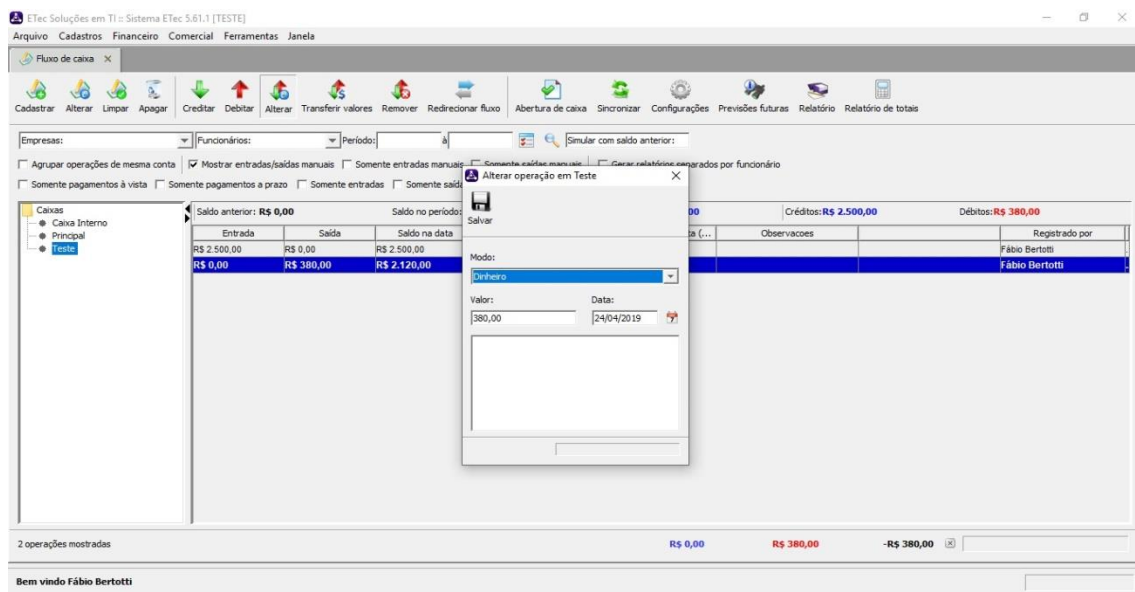 ETec Soluções em TI :: Sistema ETec 5.61.1 [TESTE]
Arquivo Cadastros Financeiro Comercial Ferramentas Janela
Fluxo de caixa
Cadastrar Alterar Limpar Apagar Creditar Debitar Alterar Transferir valores Remover Redirecionar fluxo Abertura de caixa Sincronizar Configurações Previsões futuras Relatório Relatório de totais
Empresas: Funcionários: Período: à Simular com saldo anterior:
Agrupar operações de mesma conta Mostrar entradas/saídas manuais Somente entradas manuais Somente saídas manuais Gerar relatórios separados por funcionário
Somente pagamentos à vista Somente pagamentos a prazo Somente entradas Somente saída
Caixas
Caixa Interno
Principal
Teste
Saldo anterior: R$ 0,00 Saldo no período: 00 Créditos: R$ 2.500,00 Débitos: R$ 380,00
Entrada Saída Saldo na data ta (... Observacoes Registrado por
R$ 2.500,00 R$ 0,00 R$ 2.500,00 Fábio Bertotti
R$ 0,00 R$ 380,00 R$ 2.120,00 Fábio Bertotti
Alterar operação em Teste
Salvar
Modo:
Dinheiro
Valor: Data:
380,00 24/04/2019
2 operações mostradas R$ 0,00 R$ 380,00 -R$ 380,00
Bem vindo Fábio Bertotti